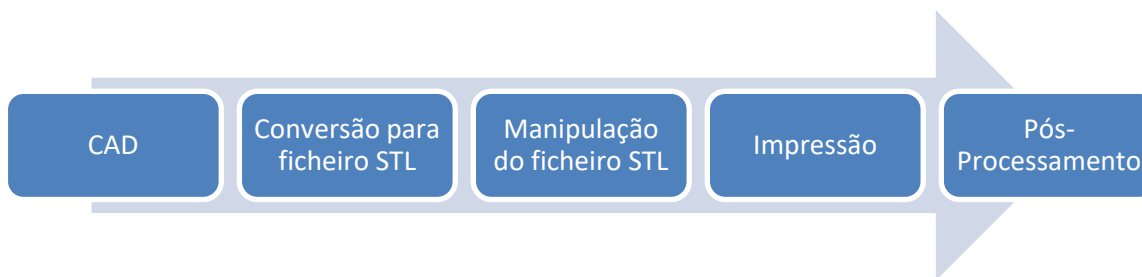 CAD
Conversão para
ficheiro STL
Manipulação
do ficheiro STL
Impressão
Pós-
Processamento